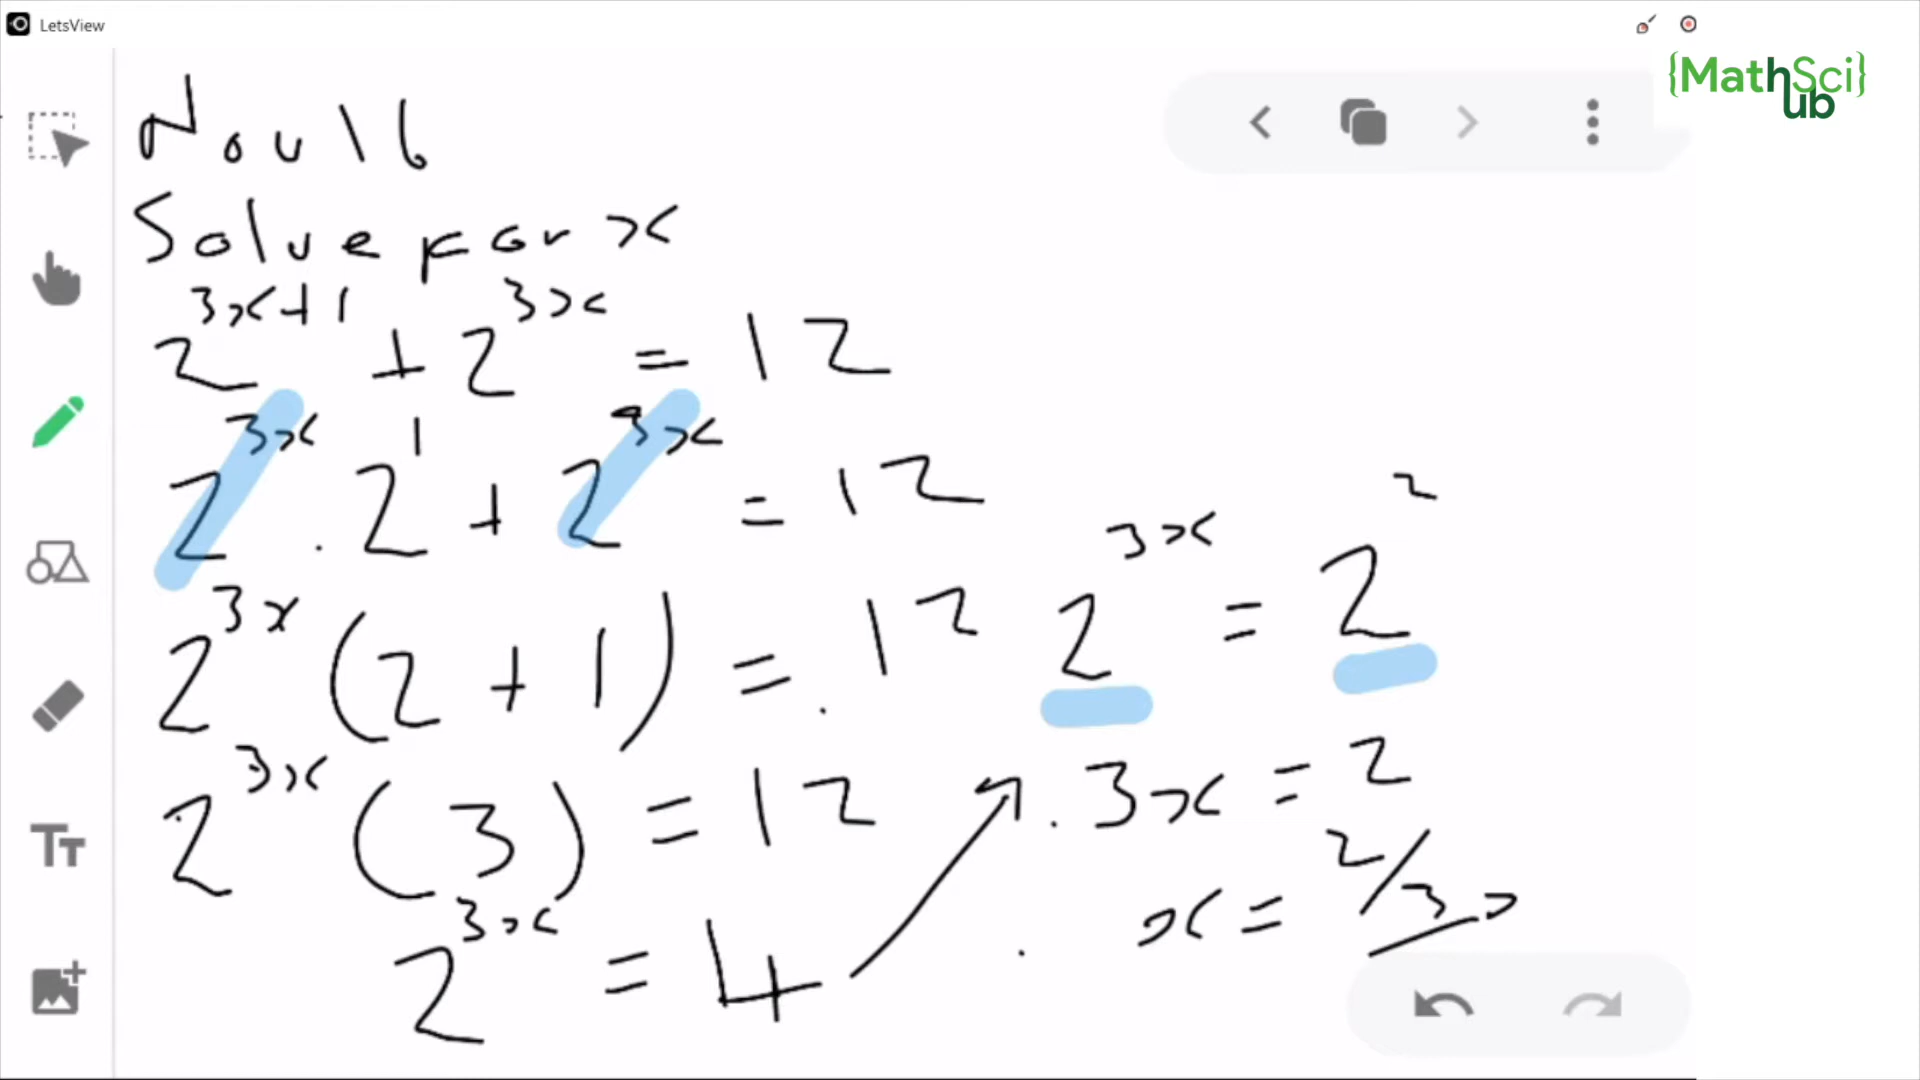 LetsView
{MathSci}
ub
Nov 16
Solve for x
2^{3x+1} + 2^{3x} = 12
2^{3x} . 2^1 + 2^{3x} = 12
2^{3x} (2 + 1) = 12
2^{3x} (3) = 12
2^{3x} = 4
2^{3x} = 2^2
3x = 2
x = 2/3
Tт